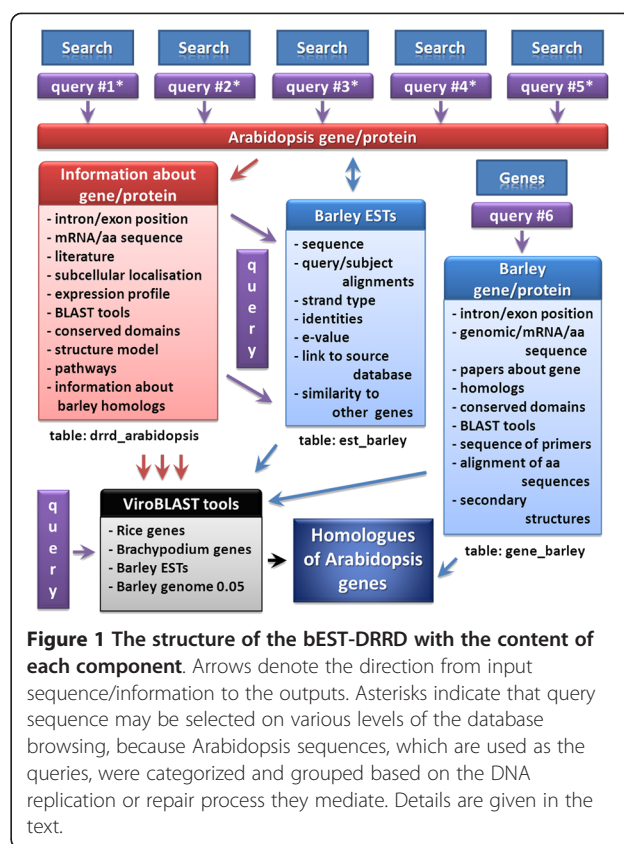 Search
Search
Search
Search
Search
query #1*
query #2*
query #3*
query #4*
query #5*
Arabidopsis gene/protein
Information about
gene/protein
- intron/exon position
- mRNA/aa sequence
- literature
- subcellular localisation
- expression profile
- BLAST tools
- conserved domains
- structure model
- pathways
- information about
barley homologs
table: drrd_arabidopsis
query
Barley ESTs
- sequence
- query/subject
alignments
- strand type
- identities
- e-value
- link to source
database
- similarity to
other genes
table: est_barley
Genes
query #6
Barley
gene/protein
- intron/exon position
- genomic/mRNA/aa
sequence
- papers about gene
- homologs
- conserved domains
- BLAST tools
- sequence of primers
- alignment of aa
sequences
- secondary
structures
table: gene_barley
query
ViroBLAST tools
- Rice genes
- Brachypodium genes
- Barley ESTs
- Barley genome 0.05
Homologues
of Arabidopsis
genes
Figure 1 The structure of the bEST-DRRD with the content of
each component. Arrows denote the direction from input
sequence/information to the outputs. Asterisks indicate that query
sequence may be selected on various levels of the database
browsing, because Arabidopsis sequences, which are used as the
queries, were categorized and grouped based on the DNA
replication or repair process they mediate. Details are given in the
text.